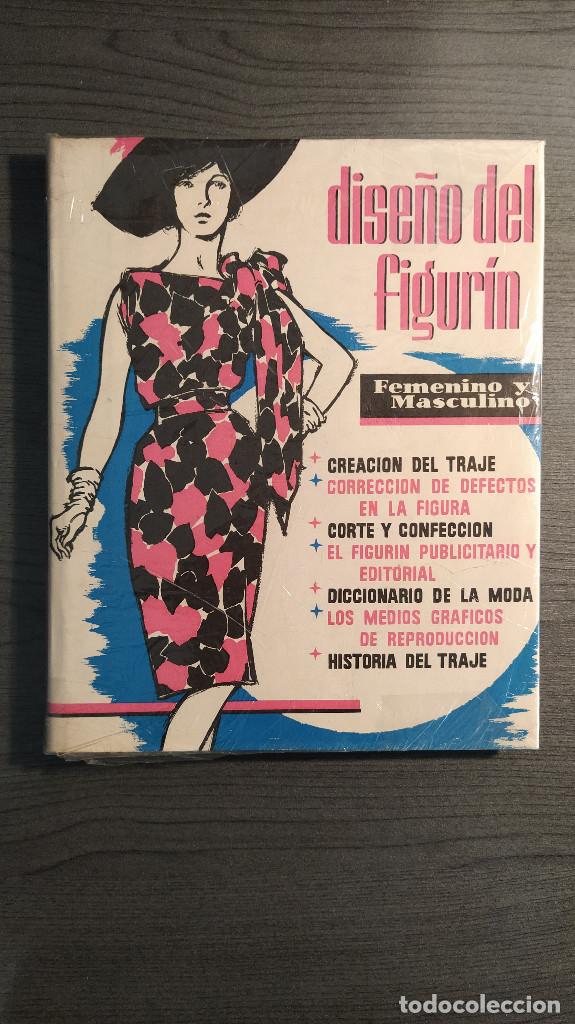 diseño del
figurín
Femenino y
Masculino
CREACION DEL TRAJE
CORRECCION DE DEFECTOS
EN LA FIGURA
CORTE Y CONFECCION
EL FIGURIN PUBLICITARIO Y
EDITORIAL
DICCIONARIO DE LA MODA
LOS MEDIOS GRAFICOS
DE REPRODUCCION
HISTORIA DEL TRAJE
todocoleccion